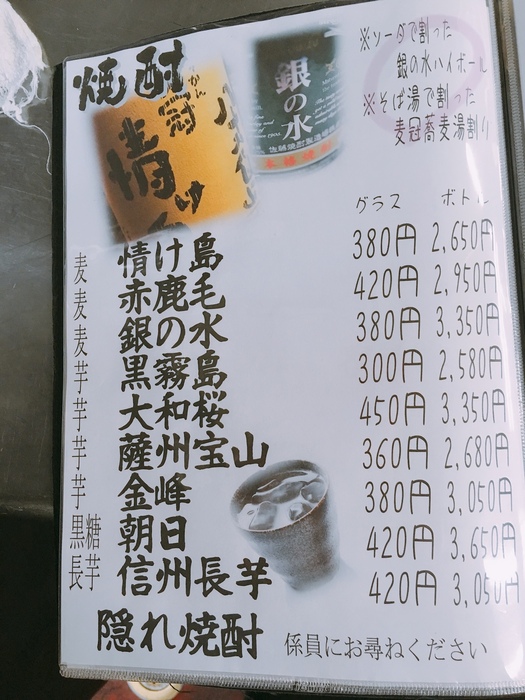 焼酎
銀の水
情け
※ソーダで割った
銀の水ハイボール
※そば湯で割った
麦冠蕎麦湯割り
グラス ボトル
麦 情け島 380円 2,650円
麦 赤鹿毛 420円 2,950円
麦 銀の水 380円 3,350円
芋 黒霧島 300円 2,580円
芋 大和桜 450円 3,350円
芋 薩州宝山 360円 2,680円
芋 金峰 380円 3,050円
黒糖 朝日 420円 3,650円
長芋 信州長芋 420円 3,050円
隠れ焼酎 係員にお尋ねください